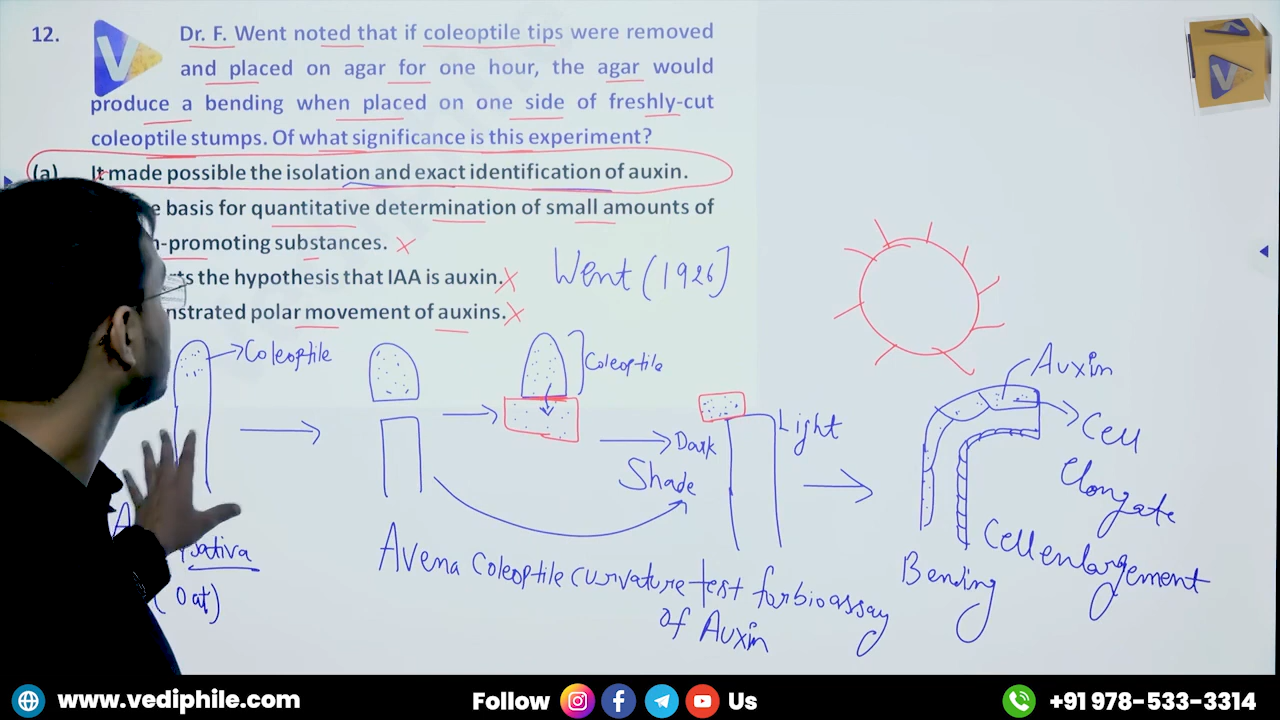 12. Dr. F. Went noted that if coleoptile tips were removed
and placed on agar for one hour, the agar would
produce a bending when placed on one side of freshly-cut
coleoptile stumps. Of what significance is this experiment?
(a) It made possible the isolation and exact identification of auxin.
basis for quantitative determination of small amounts of
-promoting substances.
the hypothesis that IAA is auxin.
polar movement of auxins.
Went (1926)
Coleoptile
Coleoptile
Auxin
Light
Dark
Shade
Cell
Elongate
Sativa
(Oat)
Avena Coleoptile curvature test for bioassay
of Auxin
Bending
Cell enlargement
www.vediphile.com
Follow Us
+91 978-533-3314